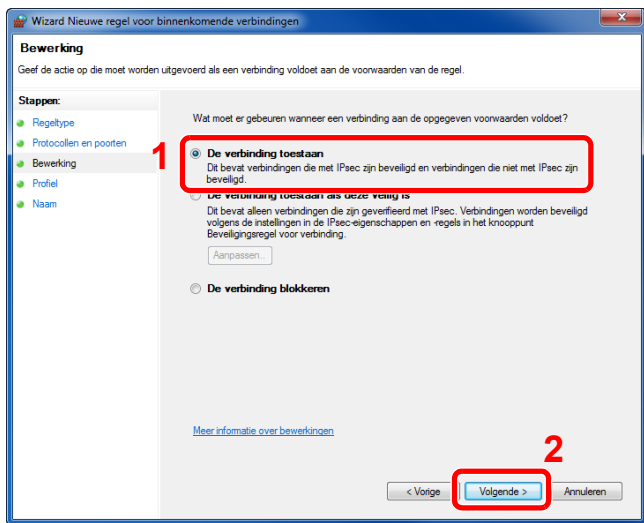 Wizard Nieuwe regel voor binnenkomende verbindingen
Bewerking
Geef de actie op die moet worden uitgevoerd als een verbinding voldoet aan de voorwaarden van de regel.
Stappen:
Regeltype
Protocollen en poorten
Bewerking
Profiel
Naam
Wat moet er gebeuren wanneer een verbinding aan de opgegeven voorwaarden voldoet?
1
De verbinding toestaan
Dit bevat verbindingen die met IPsec zijn beveiligd en verbindingen die niet met IPsec zijn
beveiligd.
De verbinding toestaan als deze veilig is
Dit bevat alleen verbindingen die zijn geverifieerd met IPsec. Verbindingen worden beveiligd
volgens de instellingen in de IPsec-eigenschappen en -regels in het knooppunt
Beveiligingsregel voor verbinding.
Aanpassen...
De verbinding blokkeren
Meer informatie over bewerkingen
2
< Vorige
Volgende >
Annuleren